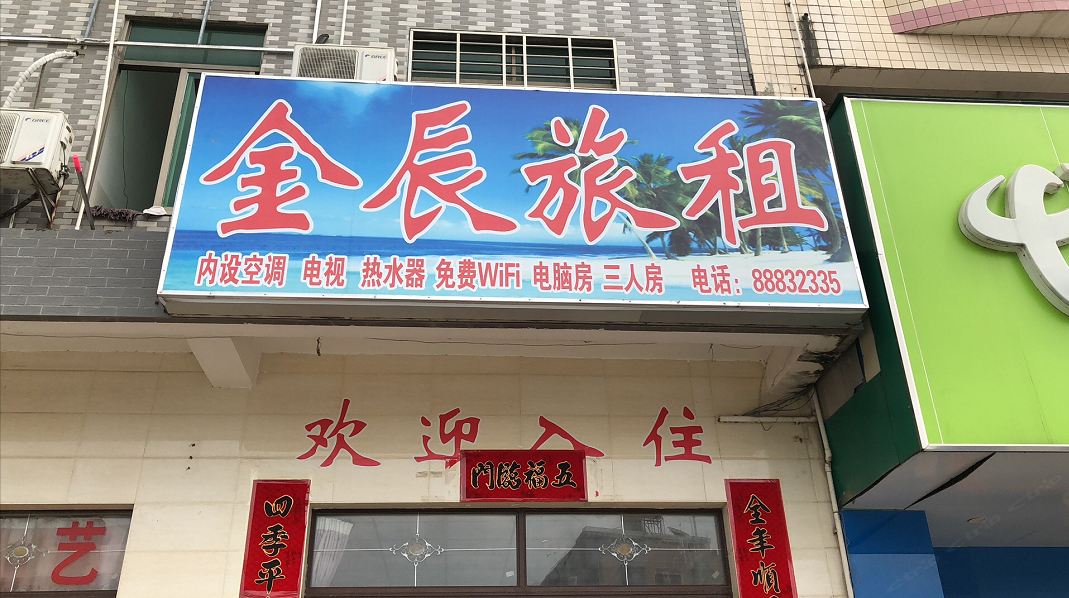 金辰旅租
内设空调 电视 热水器 免费WiFi 电脑房 三人房 电话：88832335
欢迎入住
門臨福五
四季平
全年順
艺
GREE
GREE